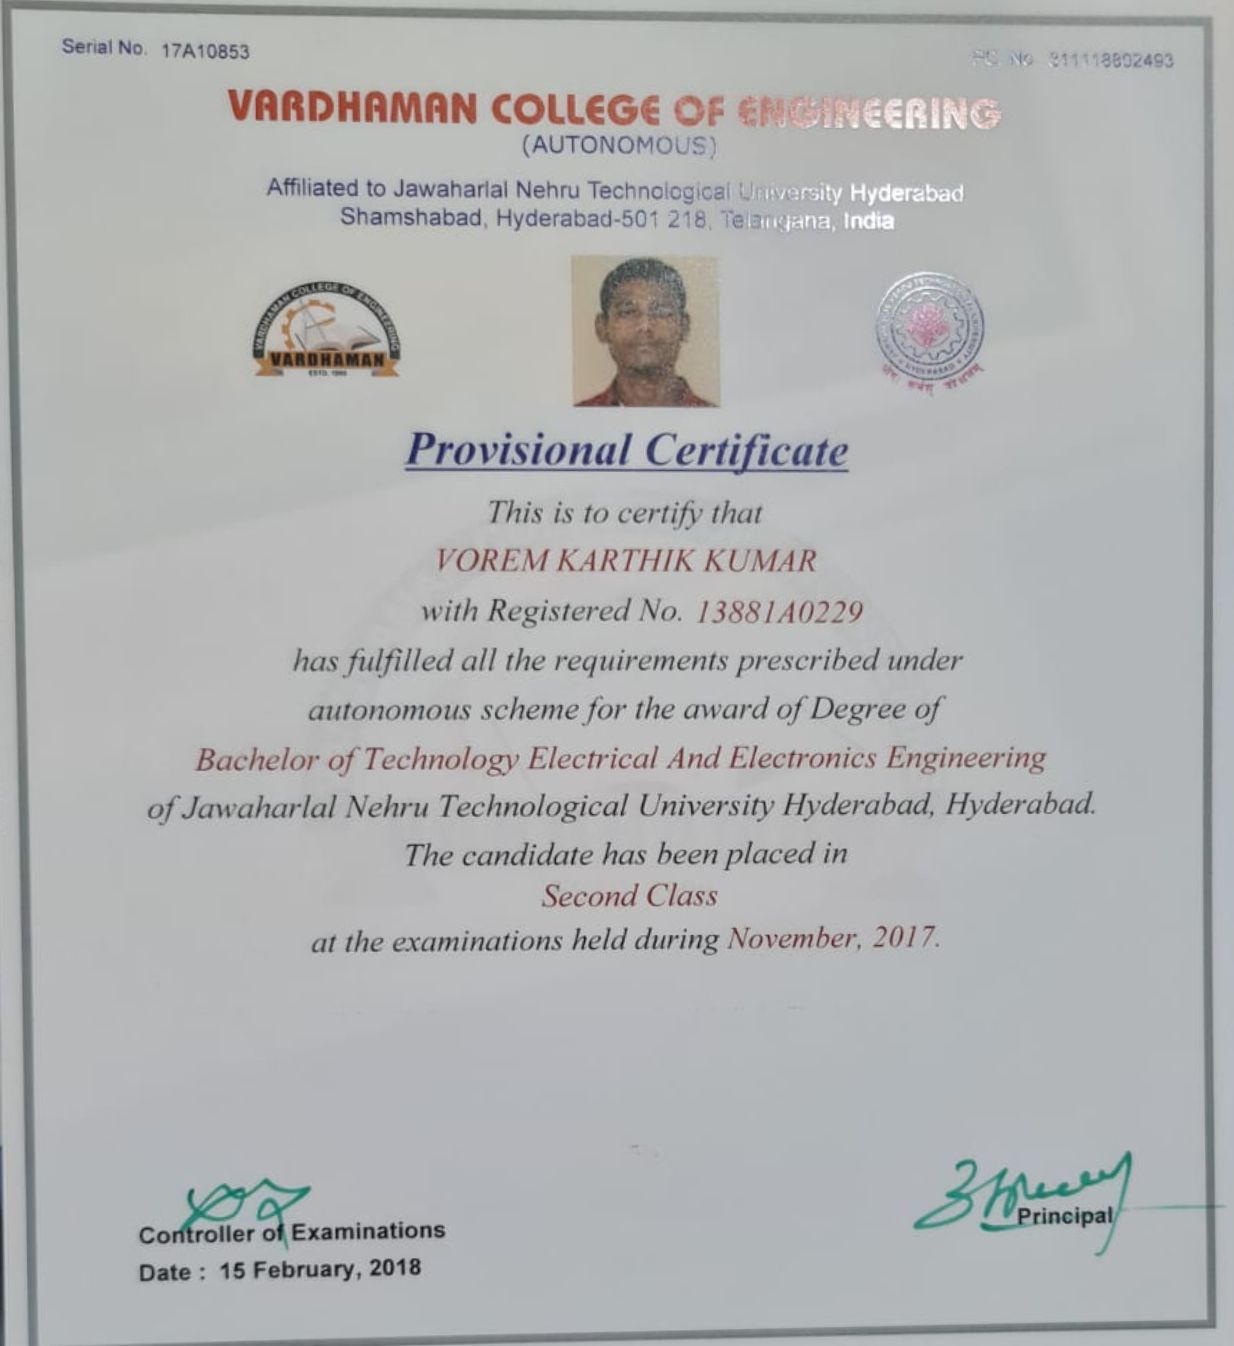 Serial No. 17A10853
PC No 811118802493
VARDHAMAN COLLEGE OF ENGINEERING
(AUTONOMOUS)
Affiliated to Jawaharlal Nehru Technological University Hyderabad
Shamshabad, Hyderabad-501 218, Telangana, India
VARDHAMAN COLLEGE OF ENGINEERING
VARDHAMAN
ESTD. 1999
Provisional Certificate
This is to certify that
VOREM KARTHIK KUMAR
with Registered No. 13881A0229
has fulfilled all the requirements prescribed under
autonomous scheme for the award of Degree of
Bachelor of Technology Electrical And Electronics Engineering
of Jawaharlal Nehru Technological University Hyderabad, Hyderabad.
The candidate has been placed in
Second Class
at the examinations held during November, 2017.
Controller of Examinations
Principal
Date : 15 February, 2018